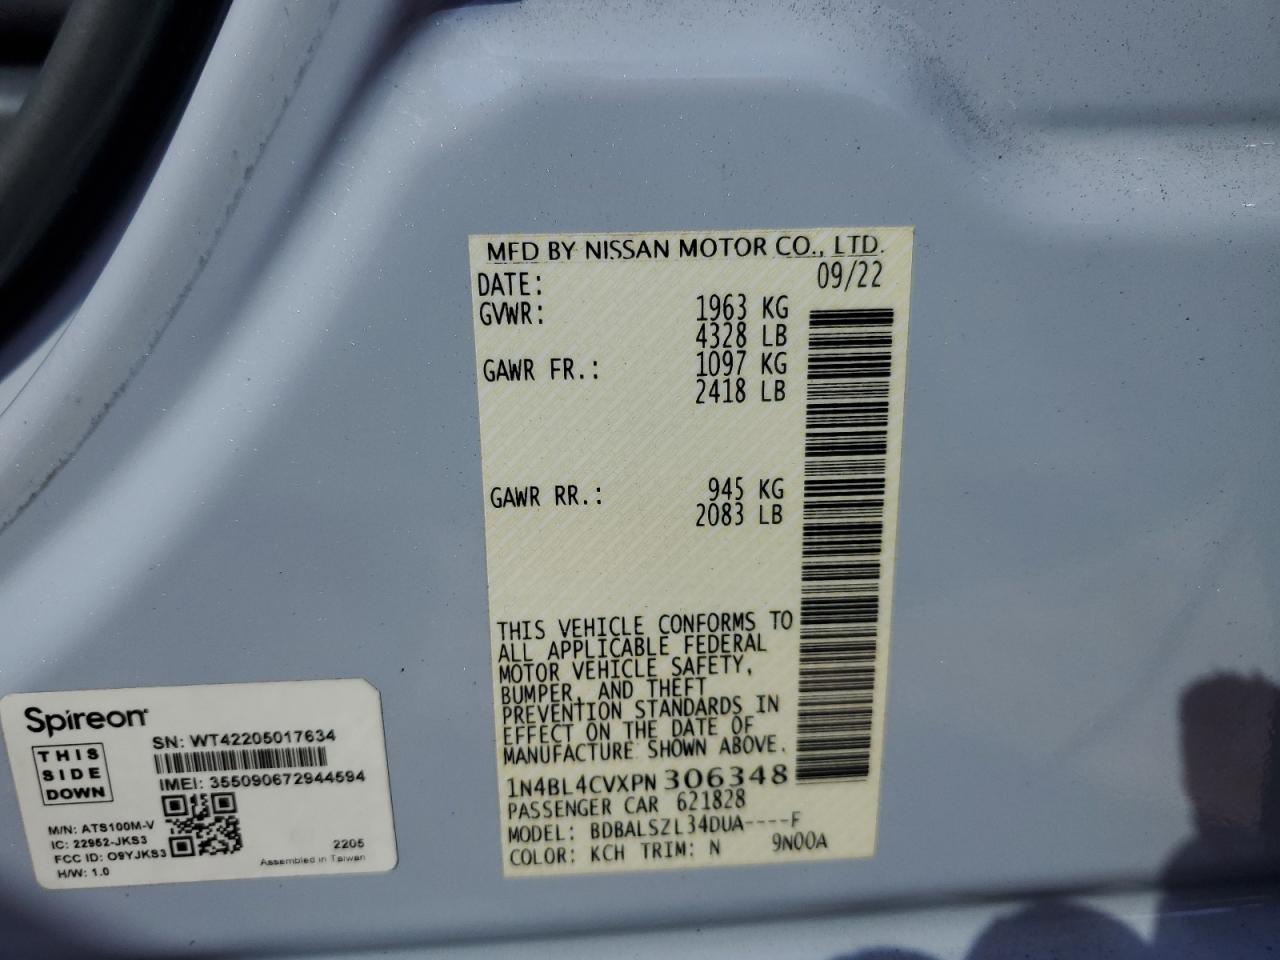 MFD BY NISSAN MOTOR CO., LTD.
DATE: 09/22
GVWR: 1963 KG
4328 LB
GAWR FR.: 1097 KG
2418 LB
GAWR RR.: 945 KG
2083 LB
THIS VEHICLE CONFORMS TO
ALL APPLICABLE FEDERAL
MOTOR VEHICLE SAFETY,
BUMPER, AND THEFT
PREVENTION STANDARDS IN
EFFECT ON THE DATE OF
MANUFACTURE SHOWN ABOVE.
1N4BL4CVXPN306348
PASSENGER CAR 621828
MODEL: BDBALSZL34DUA----F
COLOR: KCH TRIM: N 9N00A
Spireon
THIS
SIDE
DOWN
SN: WT42205017634
IMEI: 355090672944594
M/N: ATS100M-V
IC: 22952-JKS3
FCC ID: O9YJKS3
H/W: 1.0
2205
Assembled in Taiwan